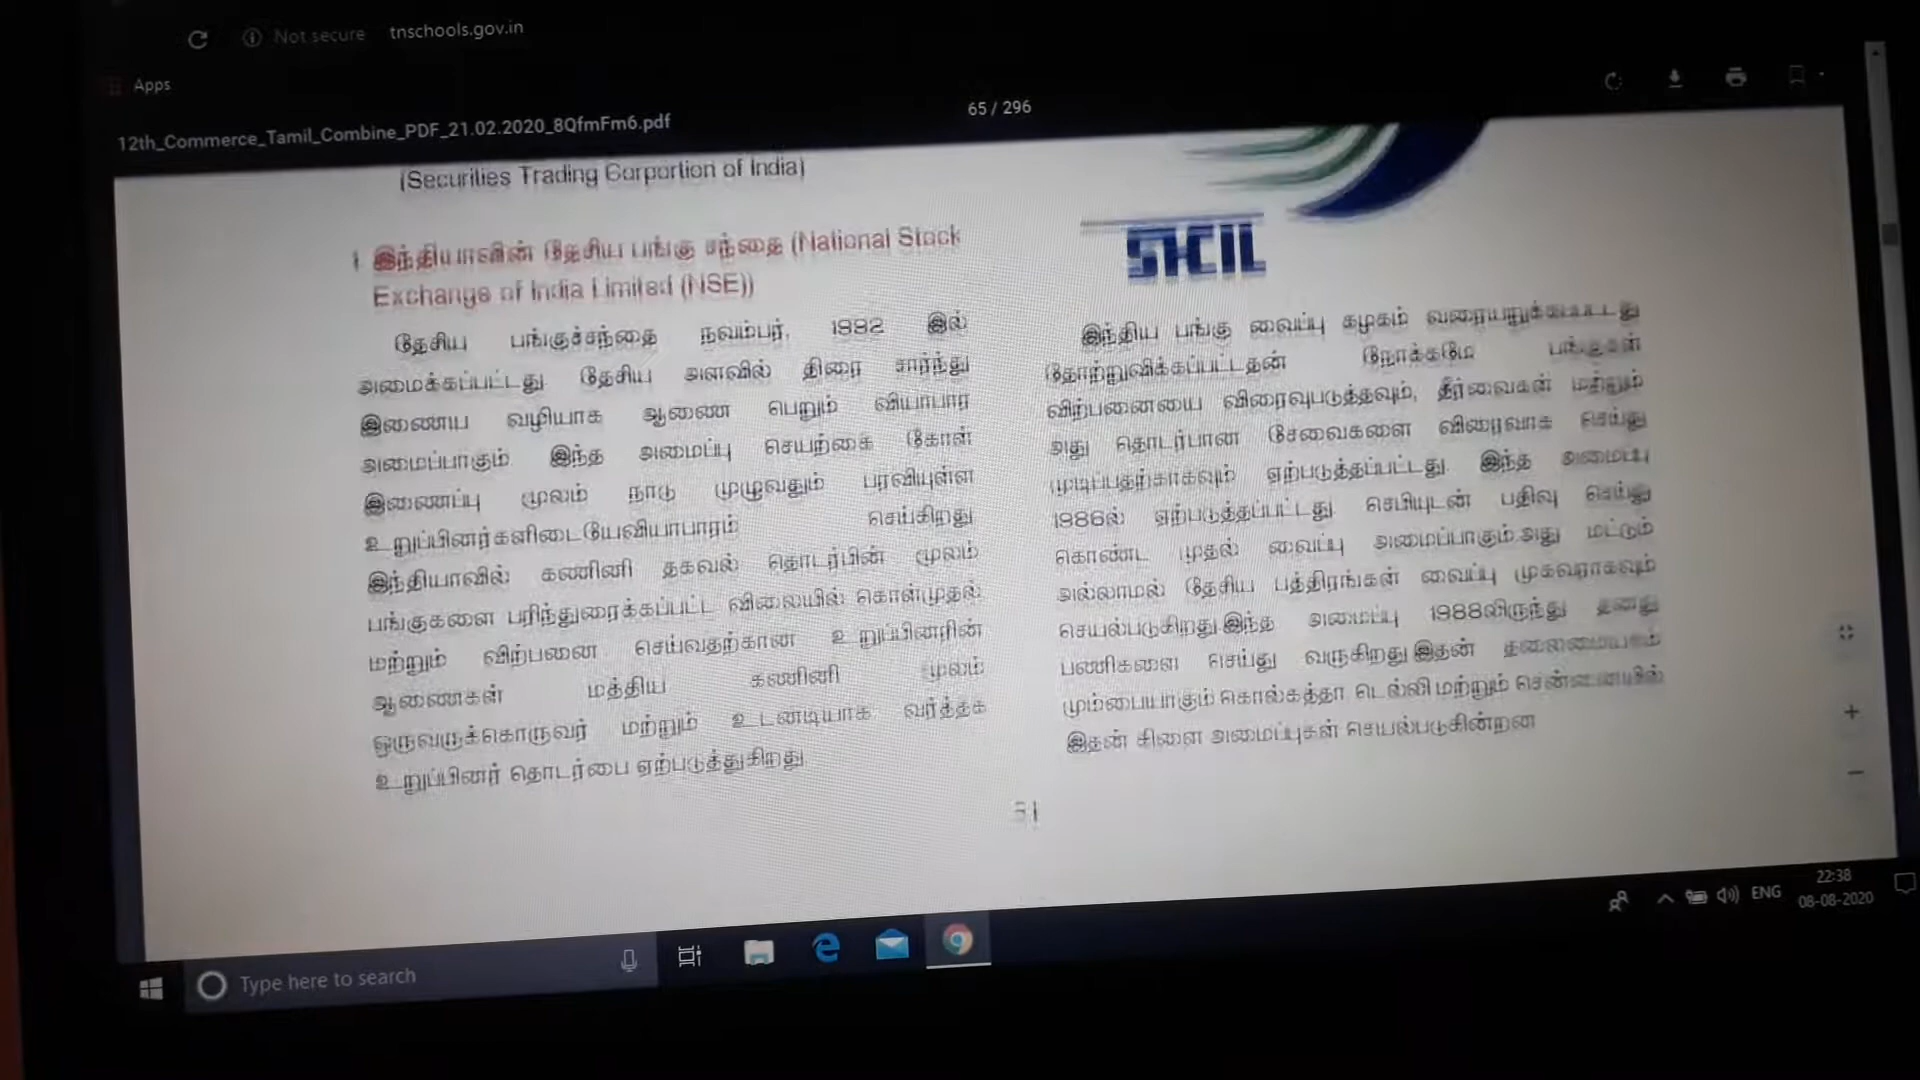 Not secure tnschools.gov.in
Apps
12th_Commerce_Tamil_Combine_PDF_21.02.2020_8QfmFm6.pdf
65 / 296
(Securities Trading Corportion of India)
1. இந்தியாவின் தேசிய பங்கு சந்தை (National Stock
Exchange of India Limited (NSE))
தேசிய பங்குச்சந்தை நவம்பர், 1992 இல்
அமைக்கப்பட்டது. தேசிய அளவில் திரை சார்ந்து
இணைய வழியாக ஆணை பெறும் வியாபார
அமைப்பாகும். இந்த அமைப்பு செயற்கை கோள்
இணைப்பு மூலம் நாடு முழுவதும் பரவியுள்ள
உறுப்பினர்களிடையேவியாபாரம் செய்கிறது
இந்தியாவில் கணினி தகவல் தொடர்பின் மூலம்
பங்குகளை பரிந்துரைக்கப்பட்ட விலையில் கொள்முதல்
மற்றும் விற்பனை செய்வதற்கான உறுப்பினரின்
ஆணைகள் மத்திய கணினி மூலம்
ஒருவருக்கொருவர் மற்றும் உடனடியாக வர்த்தக
உறுப்பினர் தொடர்பை ஏற்படுத்துகிறது.
இந்திய பங்கு வைப்பு கழகம்
தோற்றுவிக்கப்பட்டதன் நோக்கமே பங்குகள்
விற்பனையை விரைவுபடுத்தவும், தீர்வைகள் மற்றும்
அது தொடர்பான சேவைகளை விரைவாக செய்து
முடிப்பதற்காகவும் ஏற்படுத்தப்பட்டது. இந்த அமைப்பு
1986ல் ஏற்படுத்தப்பட்டது செபியுடன் பதிவு செய்து
கொண்ட முதல் வைப்பு அமைப்பாகும்.அது மட்டும்
அல்லாமல் தேசிய பத்திரங்கள் வைப்பு முகவராகவும்
செயல்படுகிறது.இந்த அமைப்பு 1988லிருந்து தனது
பணிகளை செய்து வருகிறது.இதன் தலைமையகம்
மும்பையாகும் கொல்கத்தா டெல்லி மற்றும் சென்னையில்
இதன் கிளை அமைப்புகள் செயல்படுகின்றன
51
Type here to search
ENG
22:38
08-08-2020